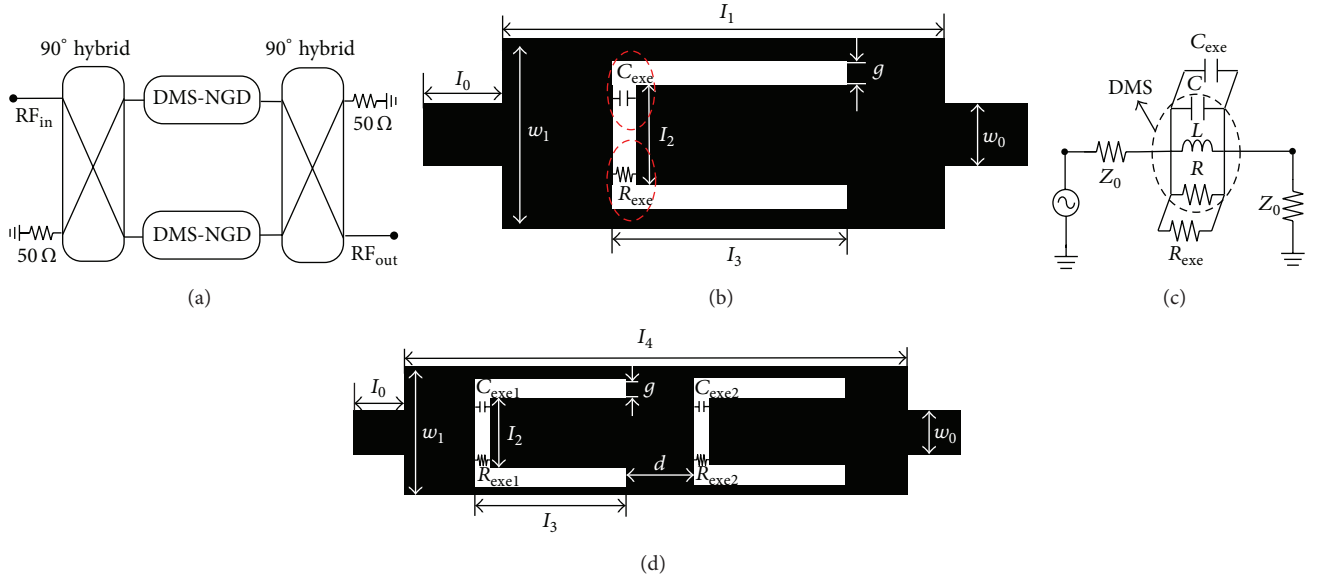 90° hybrid
90° hybrid
DMS-NGD
RF_in
50 Ω
DMS-NGD
50 Ω
RF_out
(a)
I_1
I_0
C_exe
g
w_1
I_2
w_0
R_exe
I_3
(b)
C_exe
DMS
C
L
R
Z_0
Z_0
R_exe
(c)
I_4
I_0
C_exe1
g
C_exe2
w_1
I_2
w_0
d
R_exe1
R_exe2
I_3
(d)